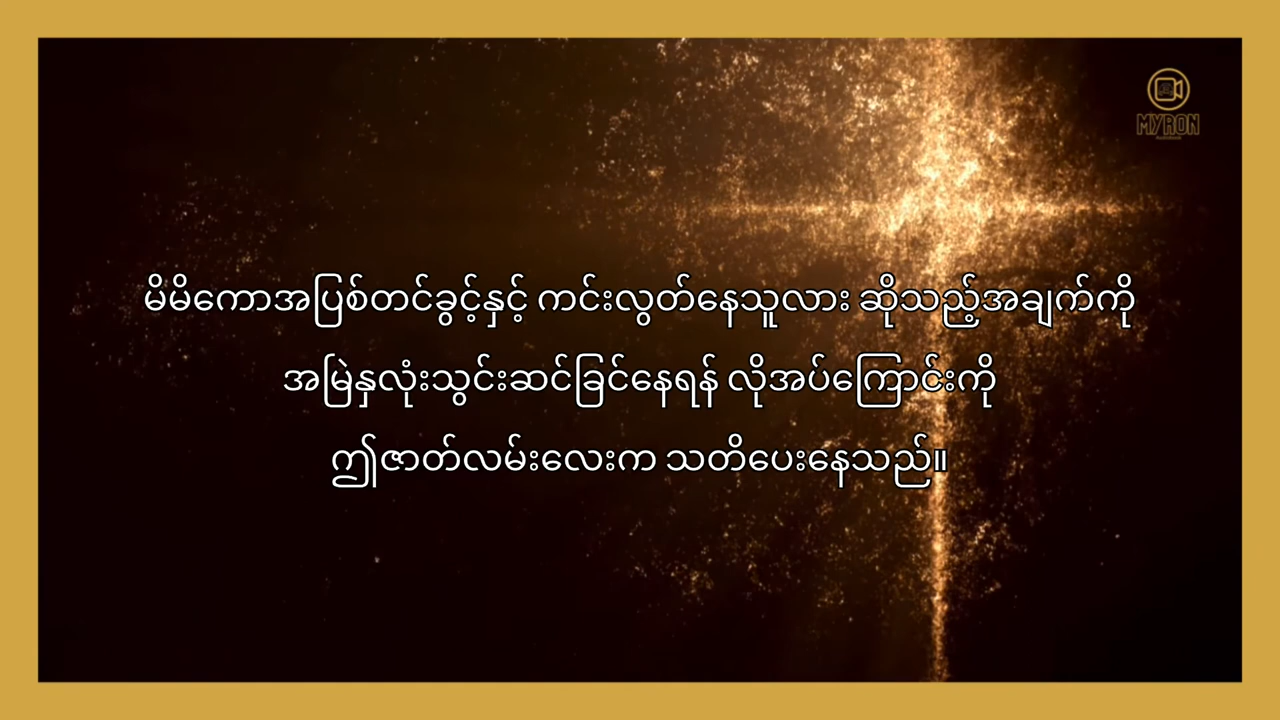 MYRON
မိမိကောအပြစ်တင်ခွင့်နှင့် ကင်းလွတ်နေသူလား ဆိုသည့်အချက်ကို
အမြဲနှလုံးသွင်းဆင်ခြင်နေရန် လိုအပ်ကြောင်းကို
ဤဇာတ်လမ်းလေးက သတိပေးနေသည်။